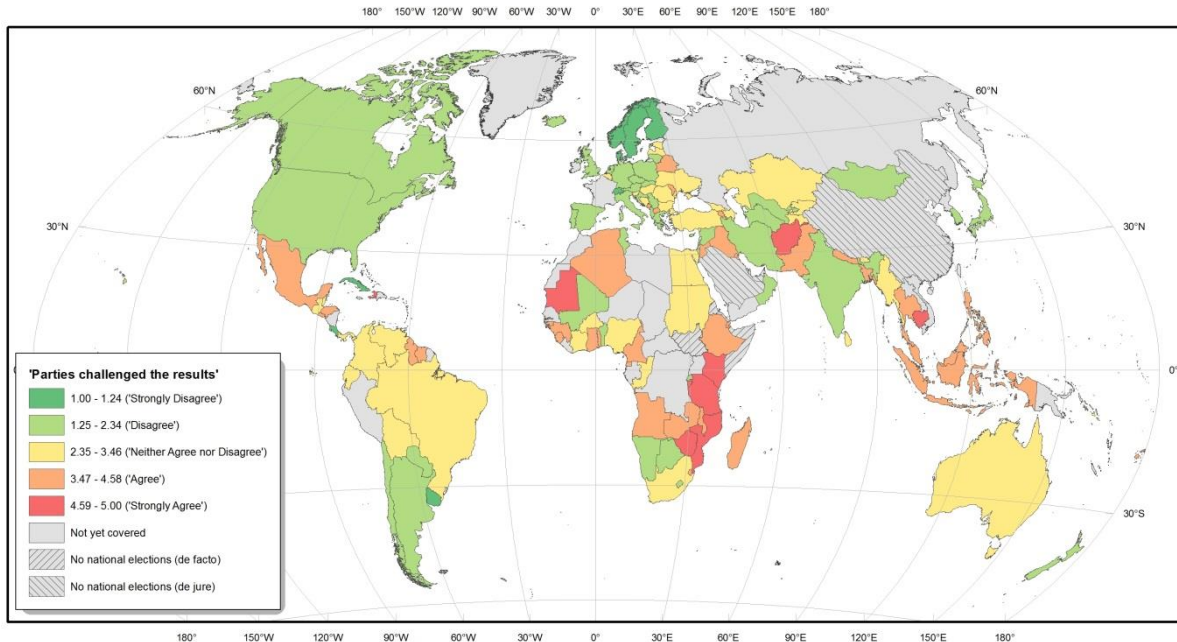 180° 150°W 120°W 90°W 60°W 0° 30°E 60°E 90°E 120°E 150°E 180°
60°N 60°N
30°N 30°N
0°
30°S
'Parties challenged the results'
1.00 - 1.24 ('Strongly Disagree')
1.25 - 2.34 ('Disagree')
2.35 - 3.46 ('Neither Agree nor Disagree')
3.47 - 4.58 ('Agree')
4.59 - 5.00 ('Strongly Agree')
Not yet covered
No national elections (de facto)
No national elections (de jure)
180° 150°W 120°W 90°W 60°W 30°W 0° 30°E 60°E 90°E 120°E 150°E 180°